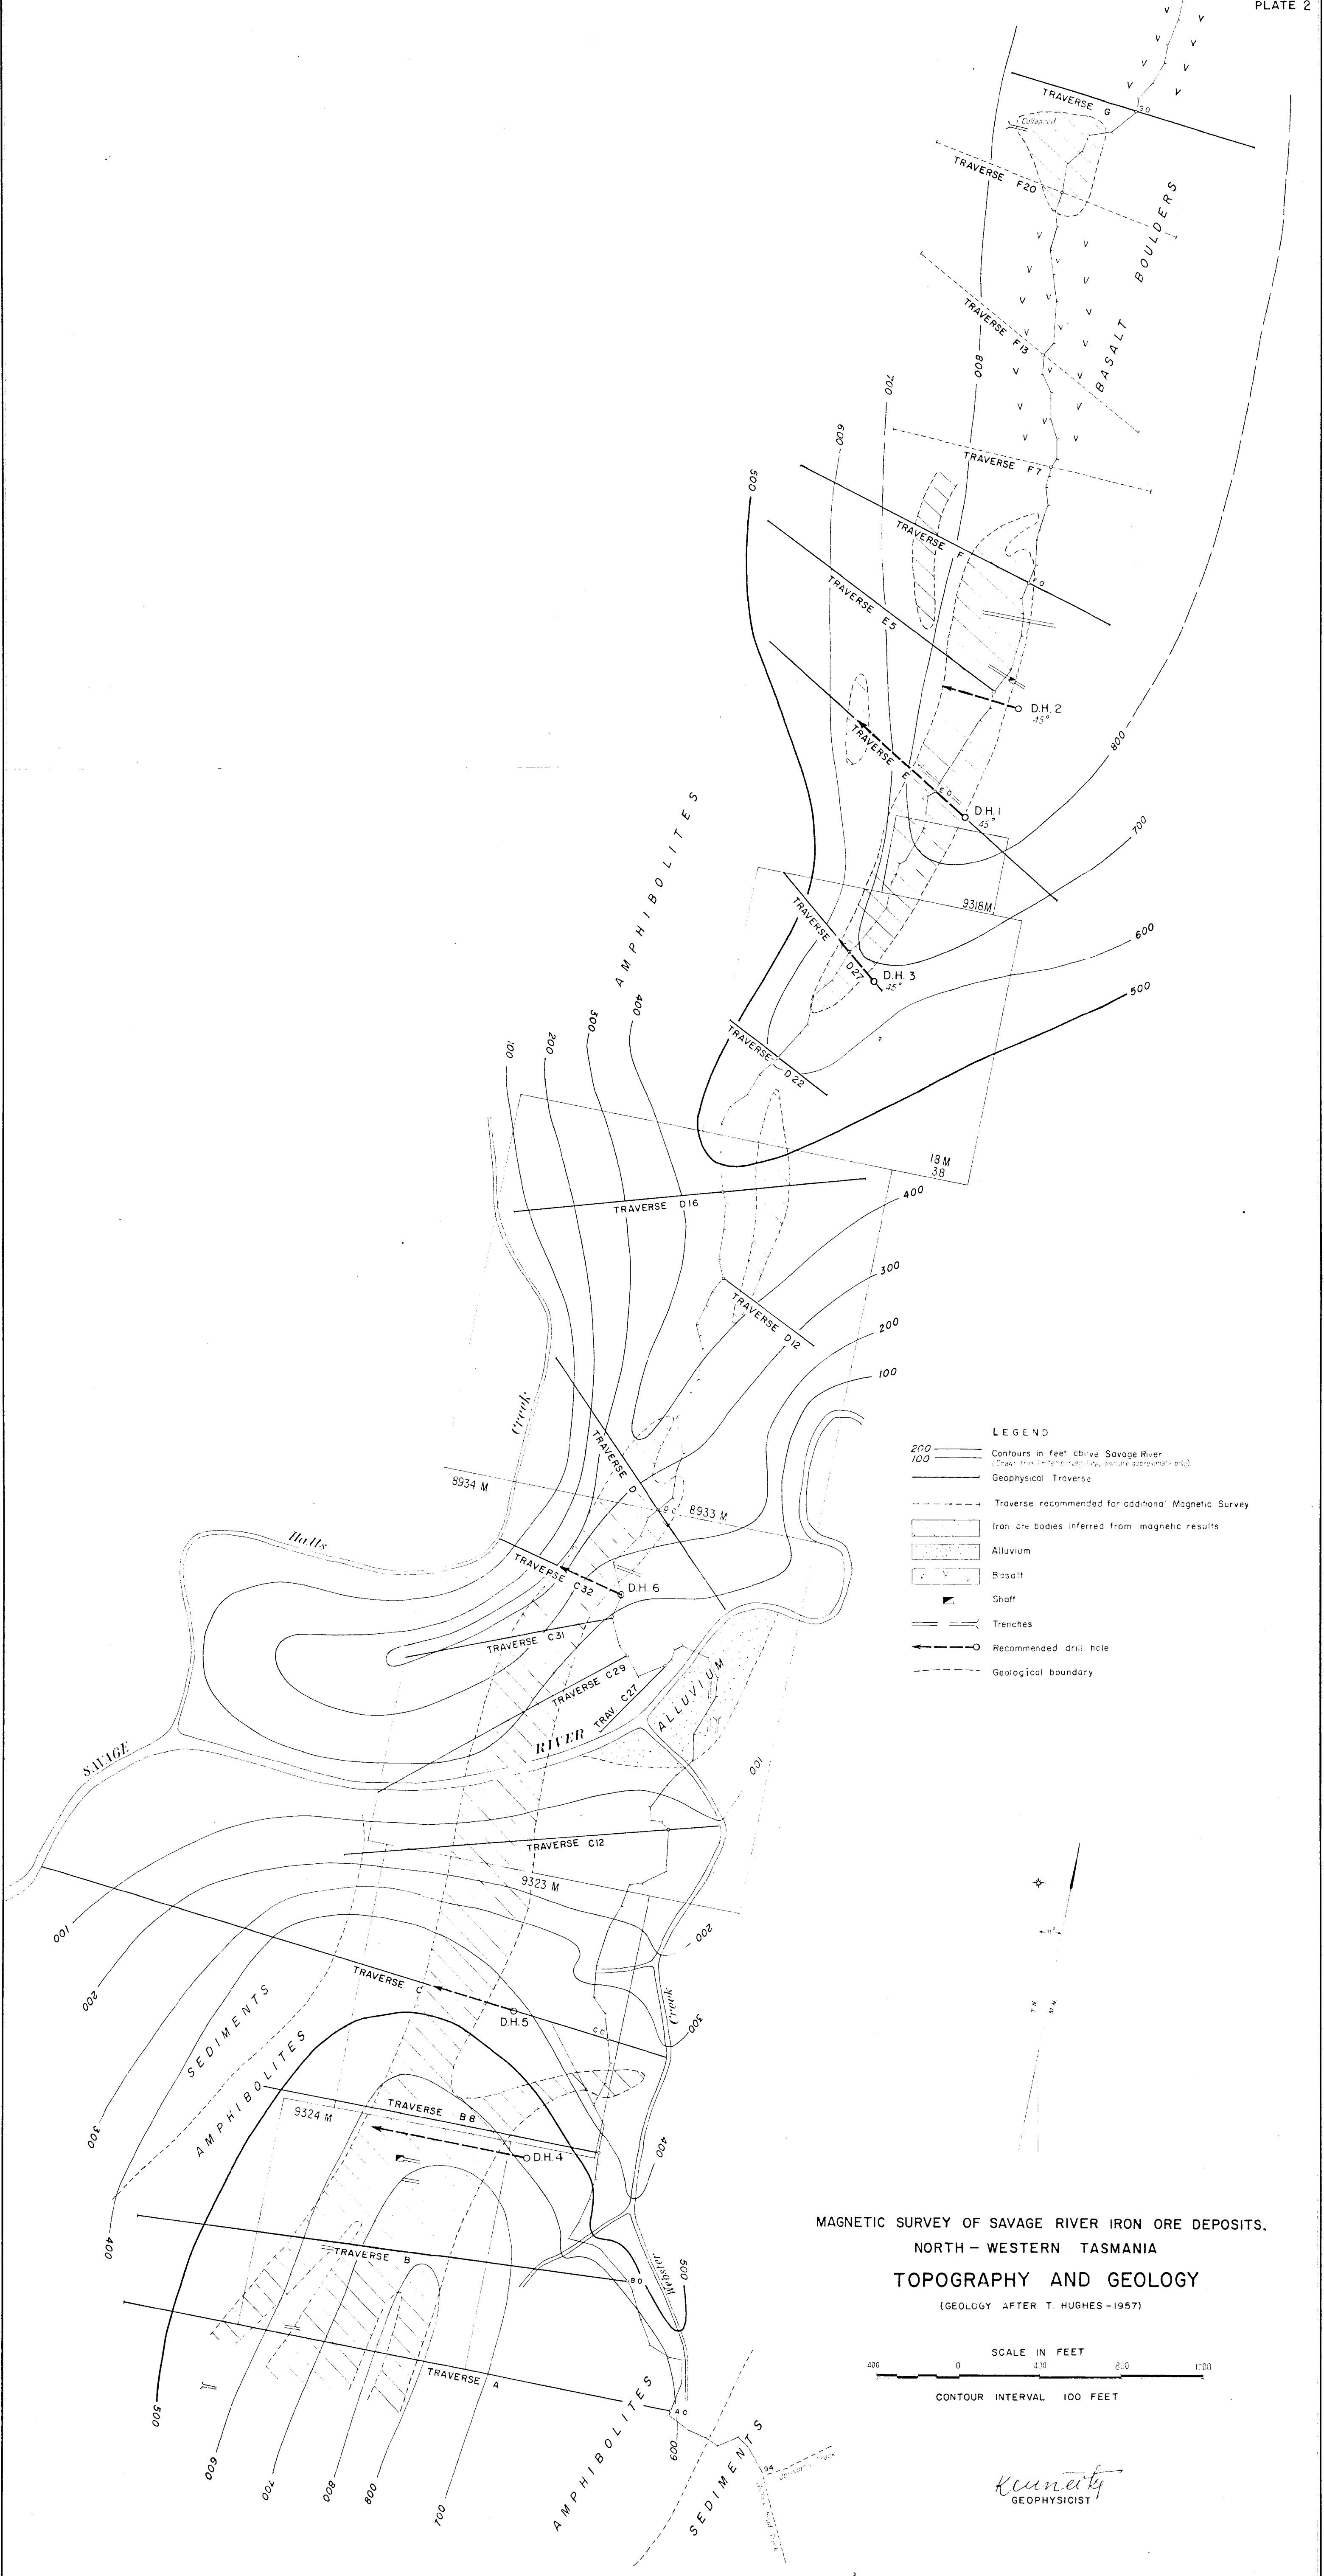 PLATE 2
TRAVERSE G
Collapsed
TRAVERSE F20
BASALT BOULDERS
TRAVERSE F13
800
700
600
500
TRAVERSE F7
TRAVERSE F
F O
TRAVERSE E5
D.H. 2
45°
TRAVERSE E
E O
D.H. 1
45°
800
700
9318M
AMPHIBOLITES
TRAVERSE D27
D.H. 3
45°
600
500
100
200
300
400
TRAVERSE D22
18 M
38
TRAVERSE D16
400
300
TRAVERSE D12
200
100
Creek
TRAVERSE D
8934 M
8933 M
Halls
TRAVERSE C32
D.H 6
TRAVERSE C31
TRAVERSE C29
TRAV C27
ALLUVIUM
RIVER
SAVAGE
100
LEGEND
200
100
Contours in feet above Savage River
Geophysical Traverse
Traverse recommended for additional Magnetic Survey
Iron ore bodies inferred from magnetic results
Alluvium
Basalt
Shaft
Trenches
Recommended drill hole
Geological boundary
TRAVERSE C12
9323 M
100
200
200
TRAVERSE C
D.H.5
C O
Creek
300
SEDIMENTS
AMPHIBOLITES
TRAVERSE B8
9324 M
D.H.4
300
400
400
TRAVERSE B
B O
Webster
500
TRAVERSE A
A O
500
600
700
800
800
700
600
AMPHIBOLITES
SEDIMENTS
11°
T.N.
M.N.
MAGNETIC SURVEY OF SAVAGE RIVER IRON ORE DEPOSITS,
NORTH – WESTERN TASMANIA
TOPOGRAPHY AND GEOLOGY
(GEOLOGY AFTER T. HUGHES – 1957)
SCALE IN FEET
400 0 400 800 1200
CONTOUR INTERVAL 100 FEET
GEOPHYSICIST